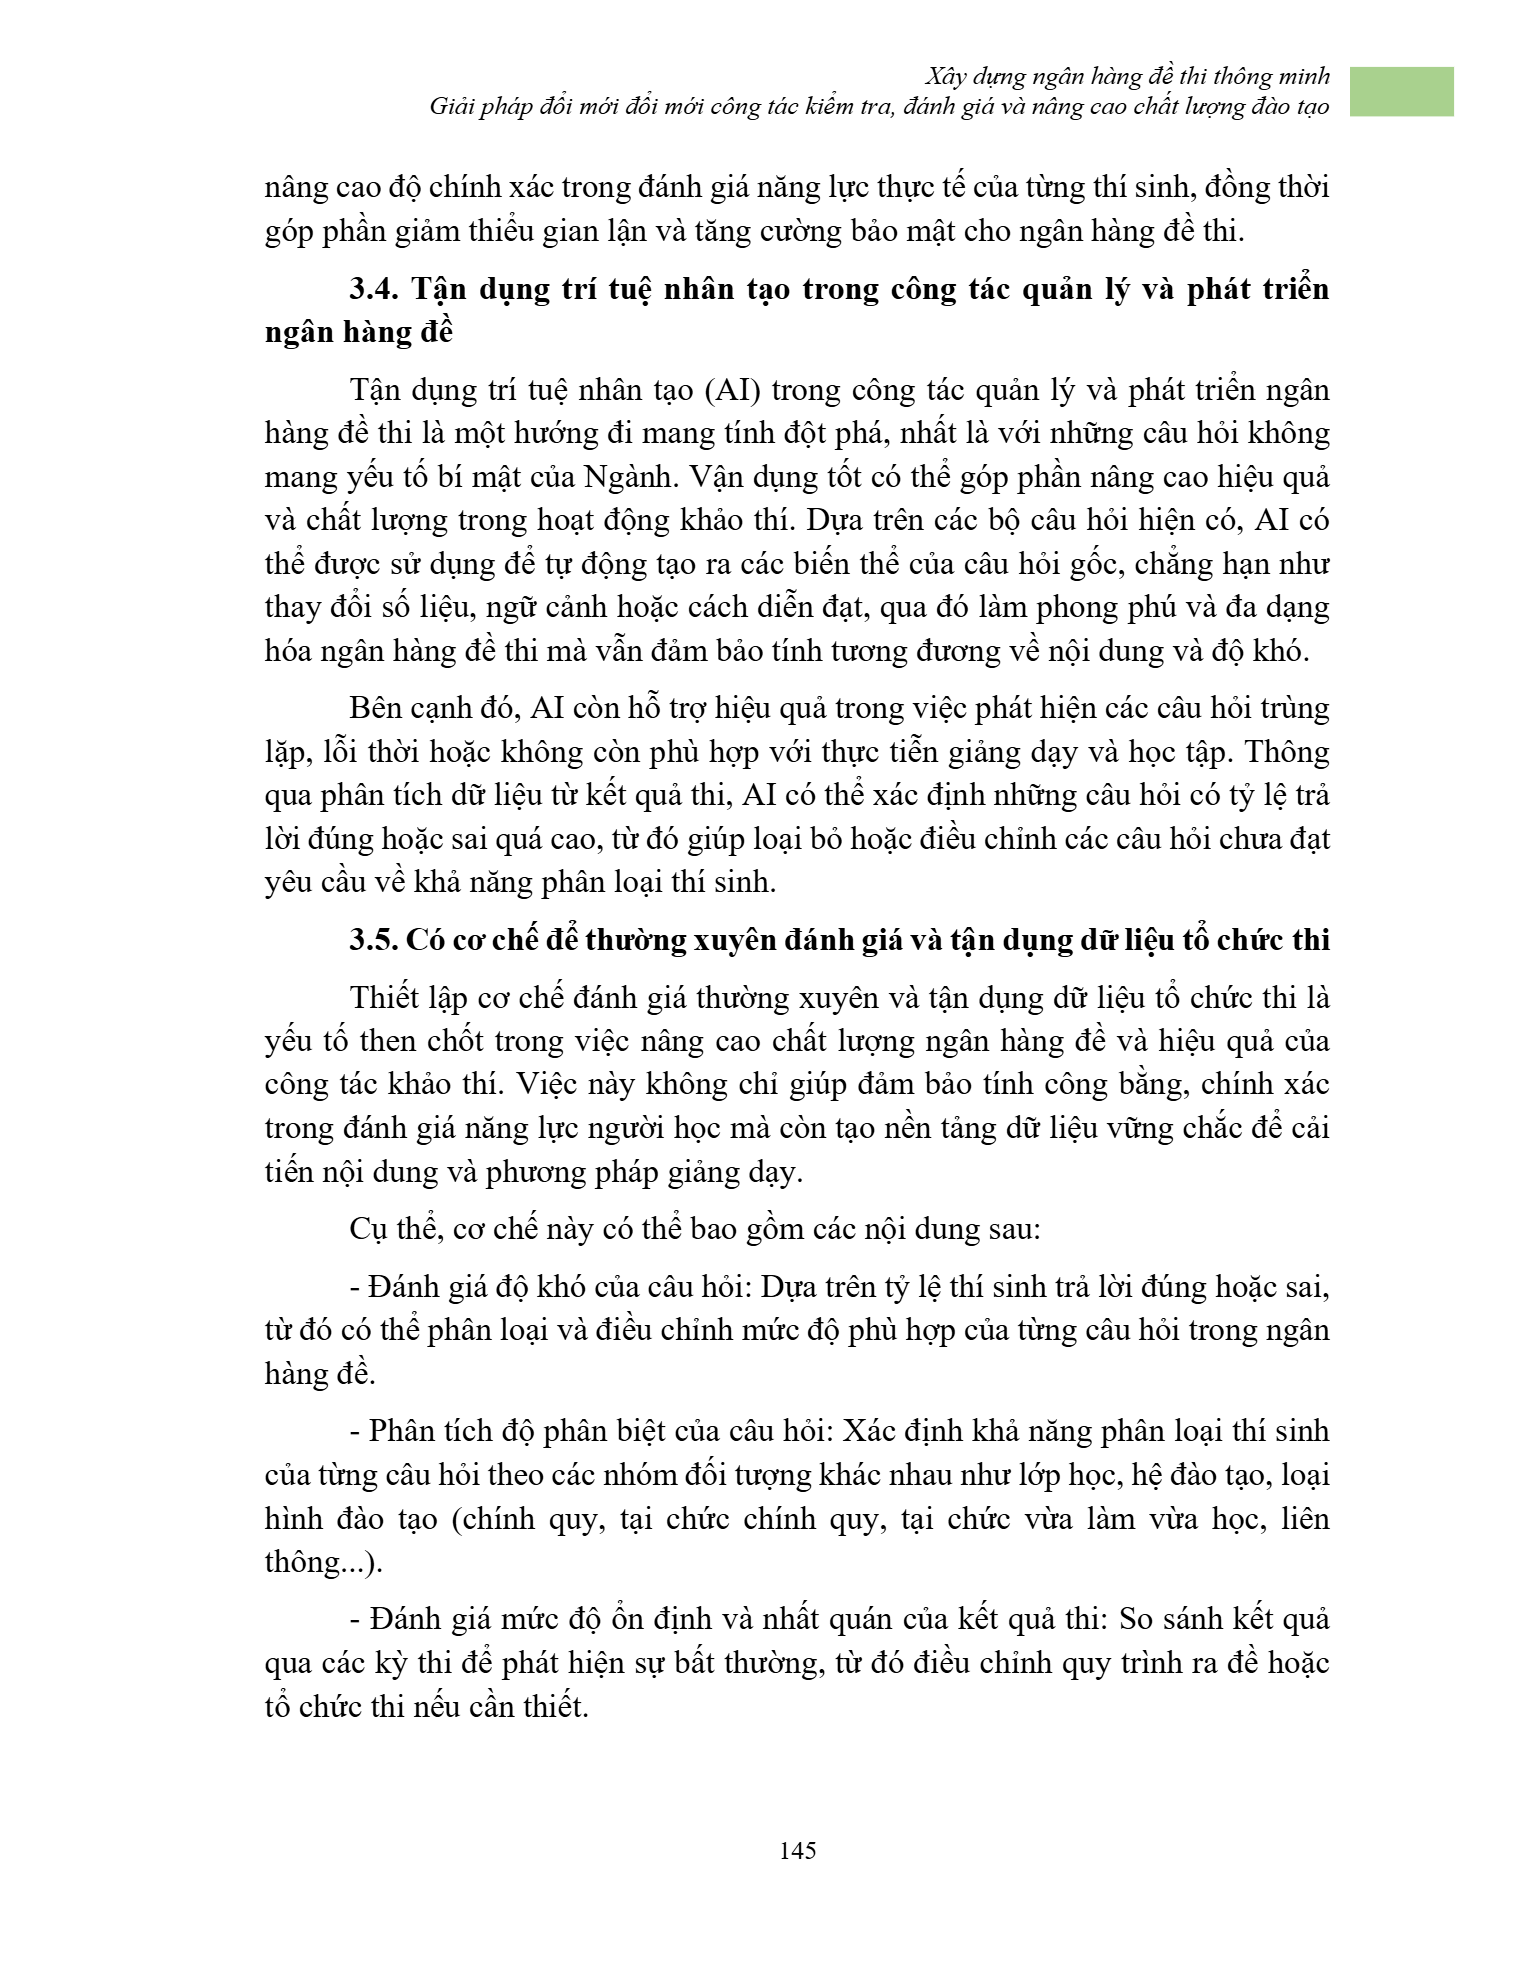 Xây dựng ngân hàng đề thi thông minh
Giải pháp đổi mới đổi mới công tác kiểm tra, đánh giá và nâng cao chất lượng đào tạo
nâng cao độ chính xác trong đánh giá năng lực thực tế của từng thí sinh, đồng thời
góp phần giảm thiểu gian lận và tăng cường bảo mật cho ngân hàng đề thi.
3.4. Tận dụng trí tuệ nhân tạo trong công tác quản lý và phát triển
ngân hàng đề
Tận dụng trí tuệ nhân tạo (AI) trong công tác quản lý và phát triển ngân
hàng đề thi là một hướng đi mang tính đột phá, nhất là với những câu hỏi không
mang yếu tố bí mật của Ngành. Vận dụng tốt có thể góp phần nâng cao hiệu quả
và chất lượng trong hoạt động khảo thí. Dựa trên các bộ câu hỏi hiện có, AI có
thể được sử dụng để tự động tạo ra các biến thể của câu hỏi gốc, chẳng hạn như
thay đổi số liệu, ngữ cảnh hoặc cách diễn đạt, qua đó làm phong phú và đa dạng
hóa ngân hàng đề thi mà vẫn đảm bảo tính tương đương về nội dung và độ khó.
Bên cạnh đó, AI còn hỗ trợ hiệu quả trong việc phát hiện các câu hỏi trùng
lặp, lỗi thời hoặc không còn phù hợp với thực tiễn giảng dạy và học tập. Thông
qua phân tích dữ liệu từ kết quả thi, AI có thể xác định những câu hỏi có tỷ lệ trả
lời đúng hoặc sai quá cao, từ đó giúp loại bỏ hoặc điều chỉnh các câu hỏi chưa đạt
yêu cầu về khả năng phân loại thí sinh.
3.5. Có cơ chế để thường xuyên đánh giá và tận dụng dữ liệu tổ chức thi
Thiết lập cơ chế đánh giá thường xuyên và tận dụng dữ liệu tổ chức thi là
yếu tố then chốt trong việc nâng cao chất lượng ngân hàng đề và hiệu quả của
công tác khảo thí. Việc này không chỉ giúp đảm bảo tính công bằng, chính xác
trong đánh giá năng lực người học mà còn tạo nền tảng dữ liệu vững chắc để cải
tiến nội dung và phương pháp giảng dạy.
Cụ thể, cơ chế này có thể bao gồm các nội dung sau:
- Đánh giá độ khó của câu hỏi: Dựa trên tỷ lệ thí sinh trả lời đúng hoặc sai,
từ đó có thể phân loại và điều chỉnh mức độ phù hợp của từng câu hỏi trong ngân
hàng đề.
- Phân tích độ phân biệt của câu hỏi: Xác định khả năng phân loại thí sinh
của từng câu hỏi theo các nhóm đối tượng khác nhau như lớp học, hệ đào tạo, loại
hình đào tạo (chính quy, tại chức chính quy, tại chức vừa làm vừa học, liên
thông...).
- Đánh giá mức độ ổn định và nhất quán của kết quả thi: So sánh kết quả
qua các kỳ thi để phát hiện sự bất thường, từ đó điều chỉnh quy trình ra đề hoặc
tổ chức thi nếu cần thiết.
145